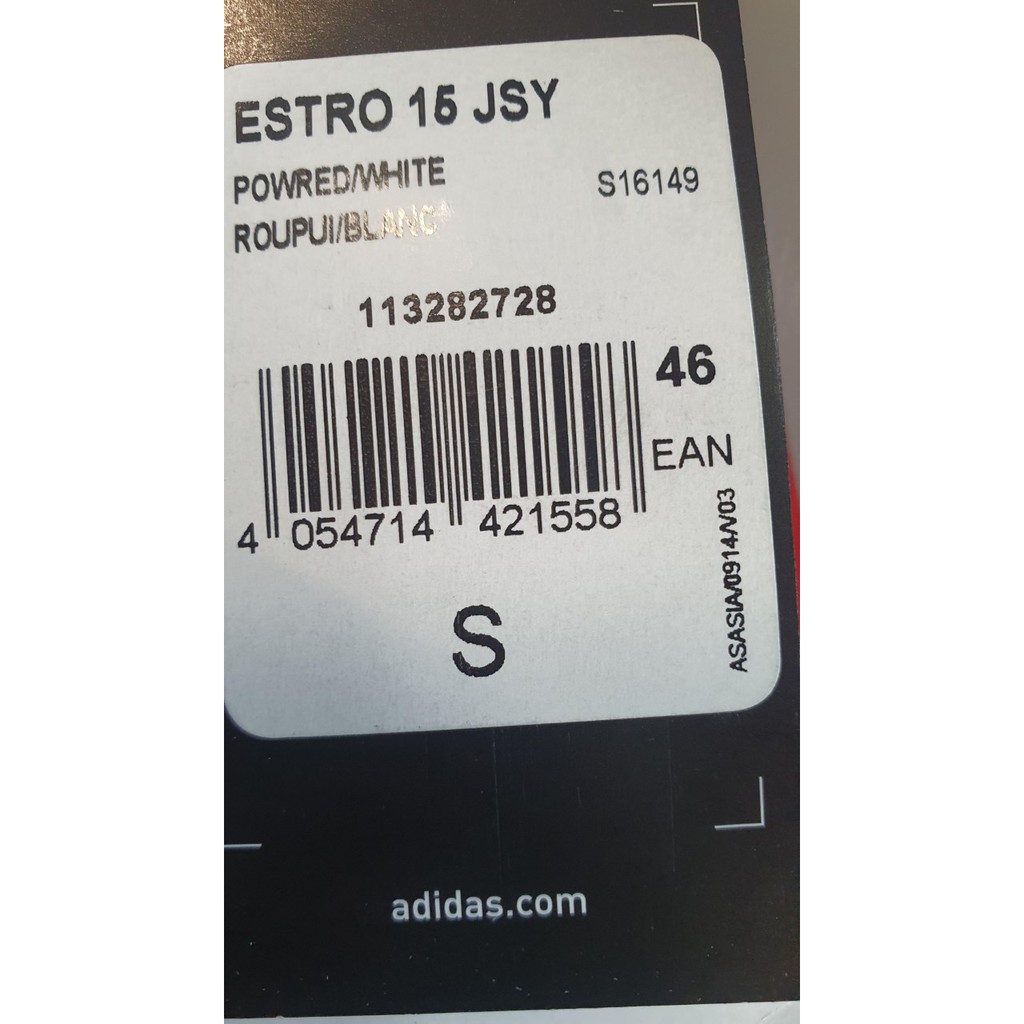 ESTRO 15 JSY
POWRED/WHITE
S16149
ROUPUI/BLANC
113282728
46
EAN
4 054714 421558
ASASIA/0914/V03
S
adidas.com